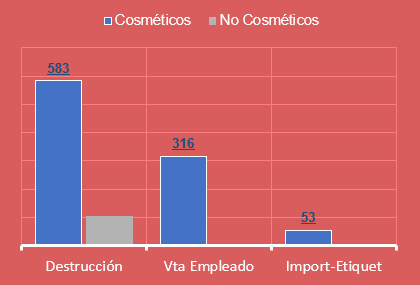 Cosméticos No Cosméticos
583
316
53
Destrucción Vta Empleado Import-Etiquet